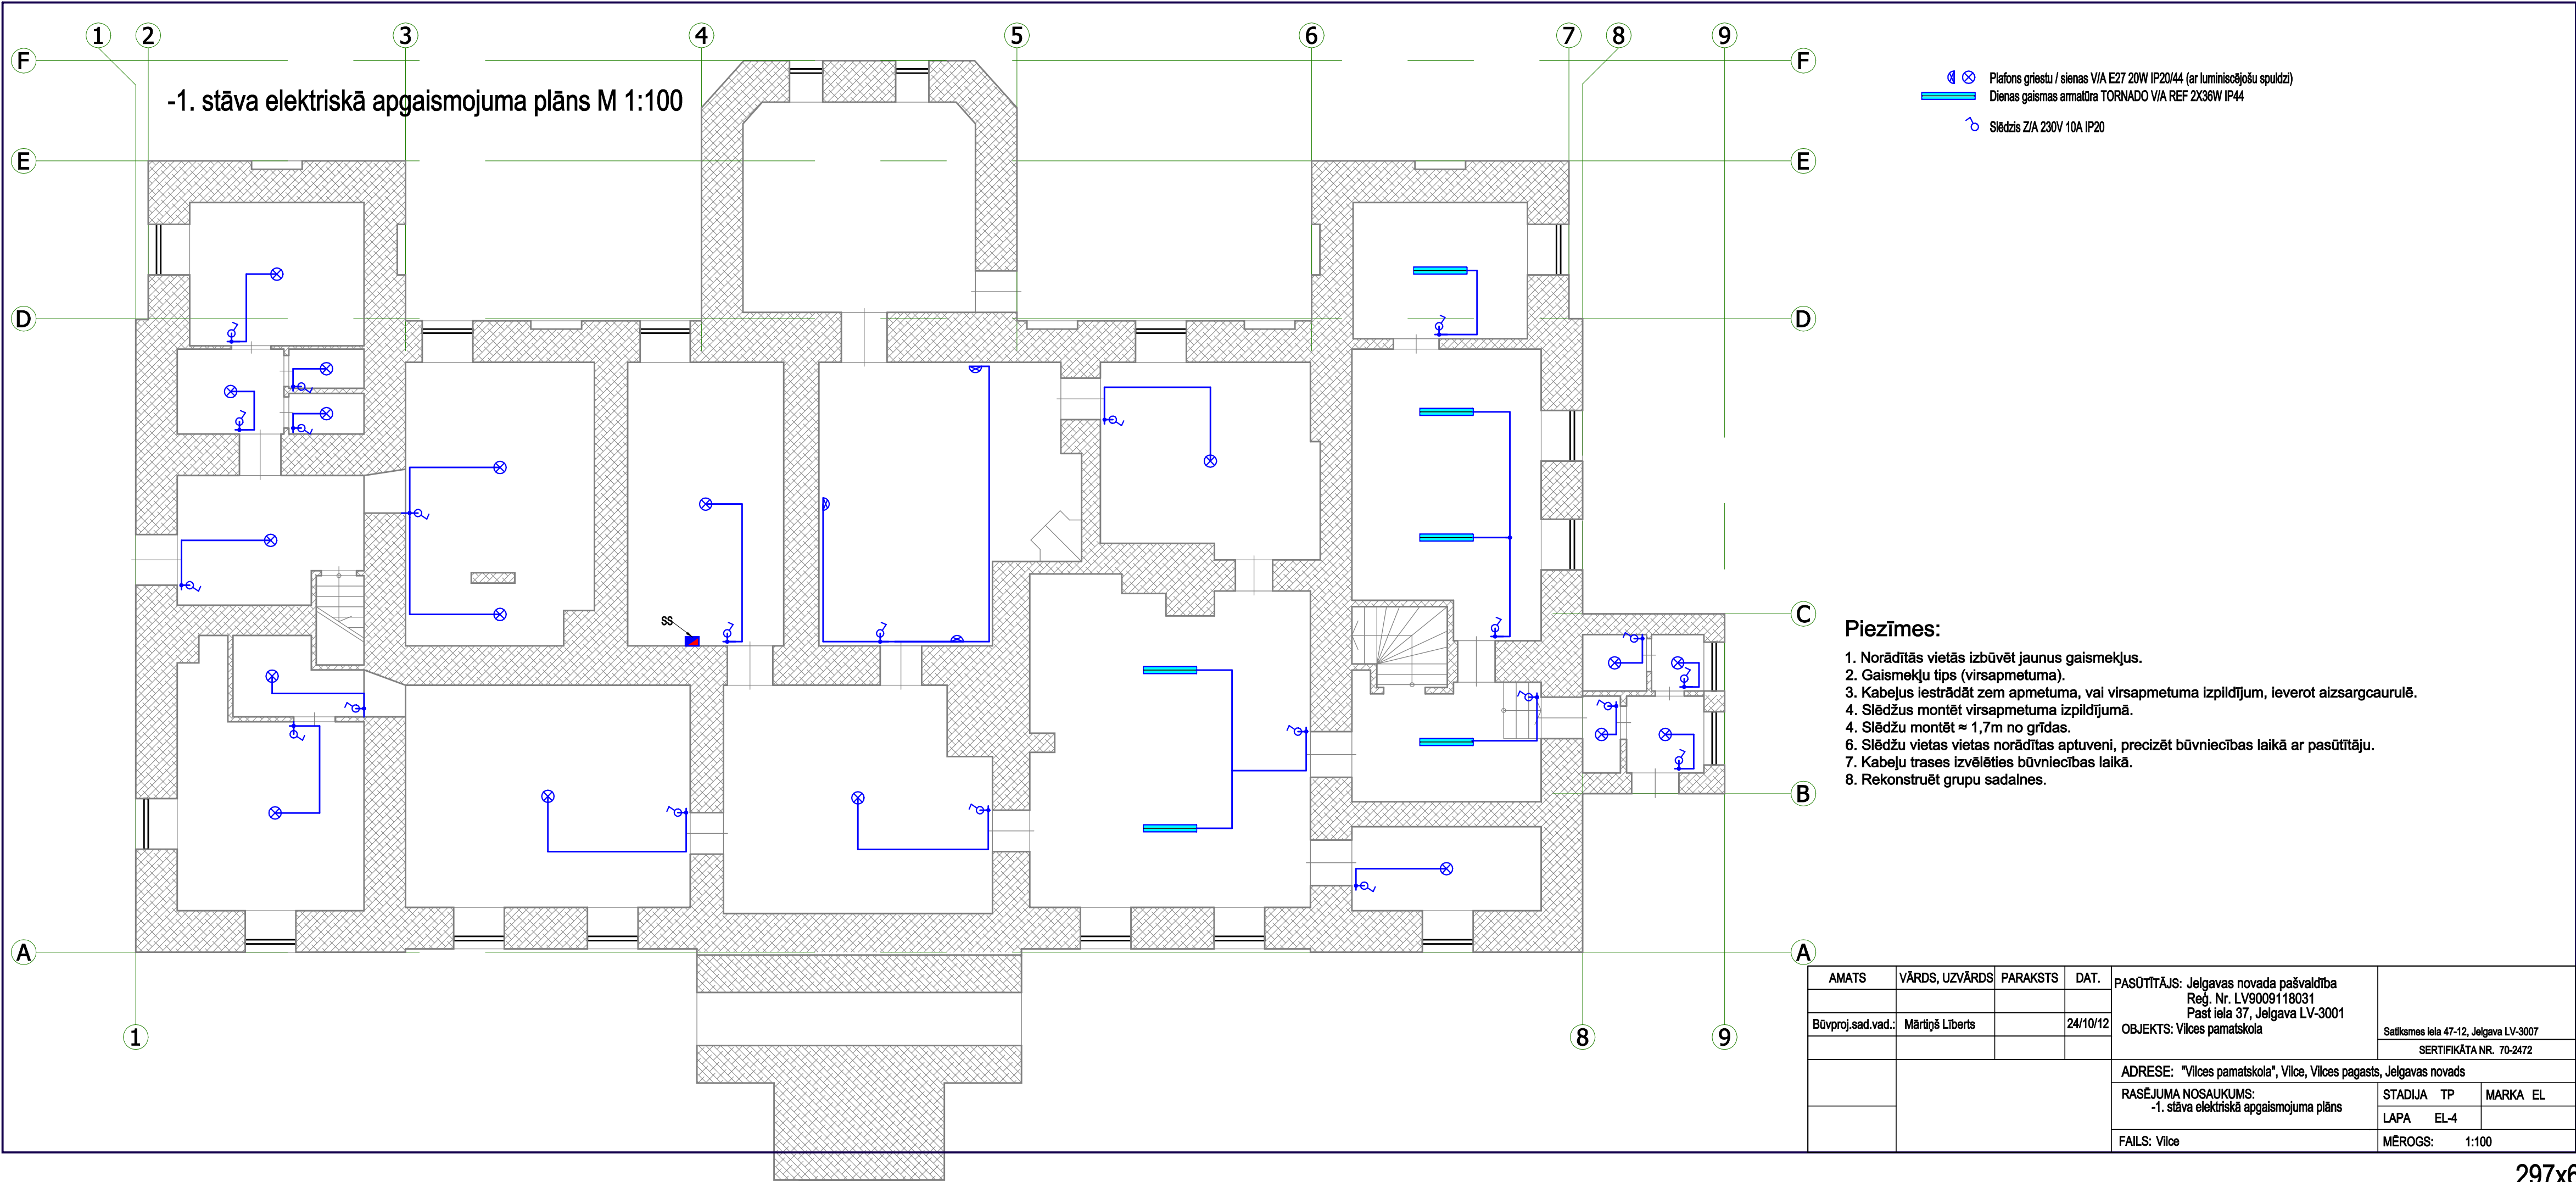 1 2 3 4 5 6 7 8 9
F F
-1. stāva elektriskā apgaismojuma plāns M 1:100
Plafons griestu / sienas V/A E27 20W IP20/44 (ar luminiscējošu spuldzi)
Dienas gaismas armatūra TORNADO V/A REF 2X36W IP44
Slēdzis Z/A 230V 10A IP20
E E
D D
SS
C
Piezīmes:
1. Norādītās vietās izbūvēt jaunus gaismekļus.
2. Gaismekļu tips (virsapmetuma).
3. Kabeļus iestrādāt zem apmetuma, vai virsapmetuma izpildījum, ieverot aizsargcaurulē.
4. Slēdžus montēt virsapmetuma izpildījumā.
4. Slēdžu montēt ≈ 1,7m no grīdas.
6. Slēdžu vietas vietas norādītas aptuveni, precizēt būvniecības laikā ar pasūtītāju.
7. Kabeļu trases izvēlēties būvniecības laikā.
8. Rekonstruēt grupu sadalnes.
B
A A
1 8 9
AMATS VĀRDS, UZVĀRDS PARAKSTS DAT.
Būvproj.sad.vad.: Mārtiņš Līberts 24/10/12
PASŪTĪTĀJS: Jelgavas novada pašvaldība
Reģ. Nr. LV9009118031
Past iela 37, Jelgava LV-3001
OBJEKTS: Vilces pamatskola
Satiksmes iela 47-12, Jelgava LV-3007
SERTIFIKĀTA NR. 70-2472
ADRESE: "Vilces pamatskola", Vilce, Vilces pagasts, Jelgavas novads
RASĒJUMA NOSAUKUMS:
-1. stāva elektriskā apgaismojuma plāns
STADIJA TP MARKA EL
LAPA EL-4
FAILS: Vilce
MĒROGS: 1:100
297x6